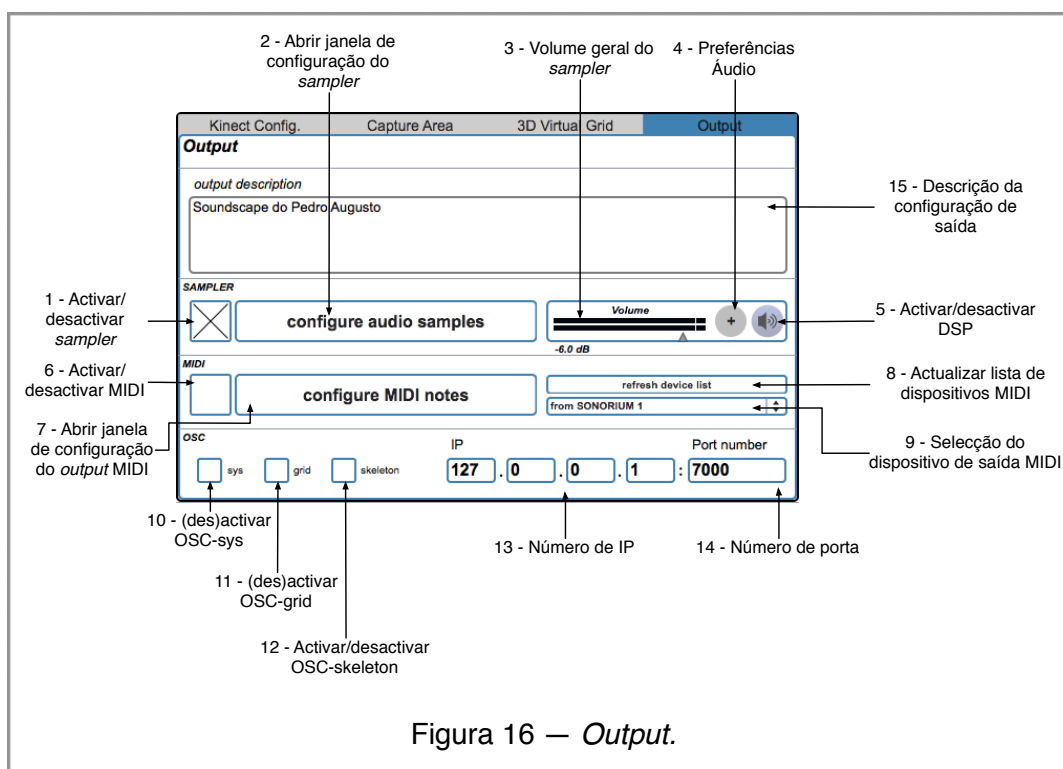 2 - Abrir janela de
configuração do
sampler
3 - Volume geral do
sampler
4 - Preferências
Áudio
Kinect Config.
Capture Area
3D Virtual Grid
Output
Output
output description
Soundscape do Pedro Augusto
15 - Descrição da
configuração de
saída
SAMPLER
1 - Activar/
desactivar
sampler
configure audio samples
Volume
+
-6.0 dB
5 - Activar/desactivar
DSP
MIDI
6 - Activar/
desactivar MIDI
configure MIDI notes
refresh device list
from SONORIUM 1
8 - Actualizar lista de
dispositivos MIDI
7 - Abrir janela
de configuração
do output MIDI
9 - Selecção do
dispositivo de saída MIDI
OSC
sys
grid
skeleton
IP
Port number
127 . 0 . 0 . 1 : 7000
10 - (des)activar
OSC-sys
11 - (des)activar
OSC-grid
12 - Activar/desactivar
OSC-skeleton
13 - Número de IP
14 - Número de porta
Figura 16 — Output.